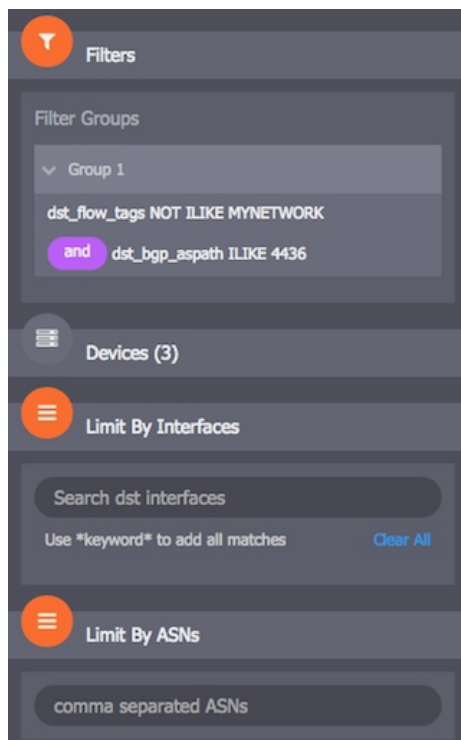 Filters
Filter Groups
Group 1
dst_flow_tags NOT ILIKE MYNETWORK
and dst_bgp_aspath ILIKE 4436
Devices (3)
Limit By Interfaces
Search dst interfaces
Use *keyword* to add all matches Clear All
Limit By ASNs
comma separated ASNs